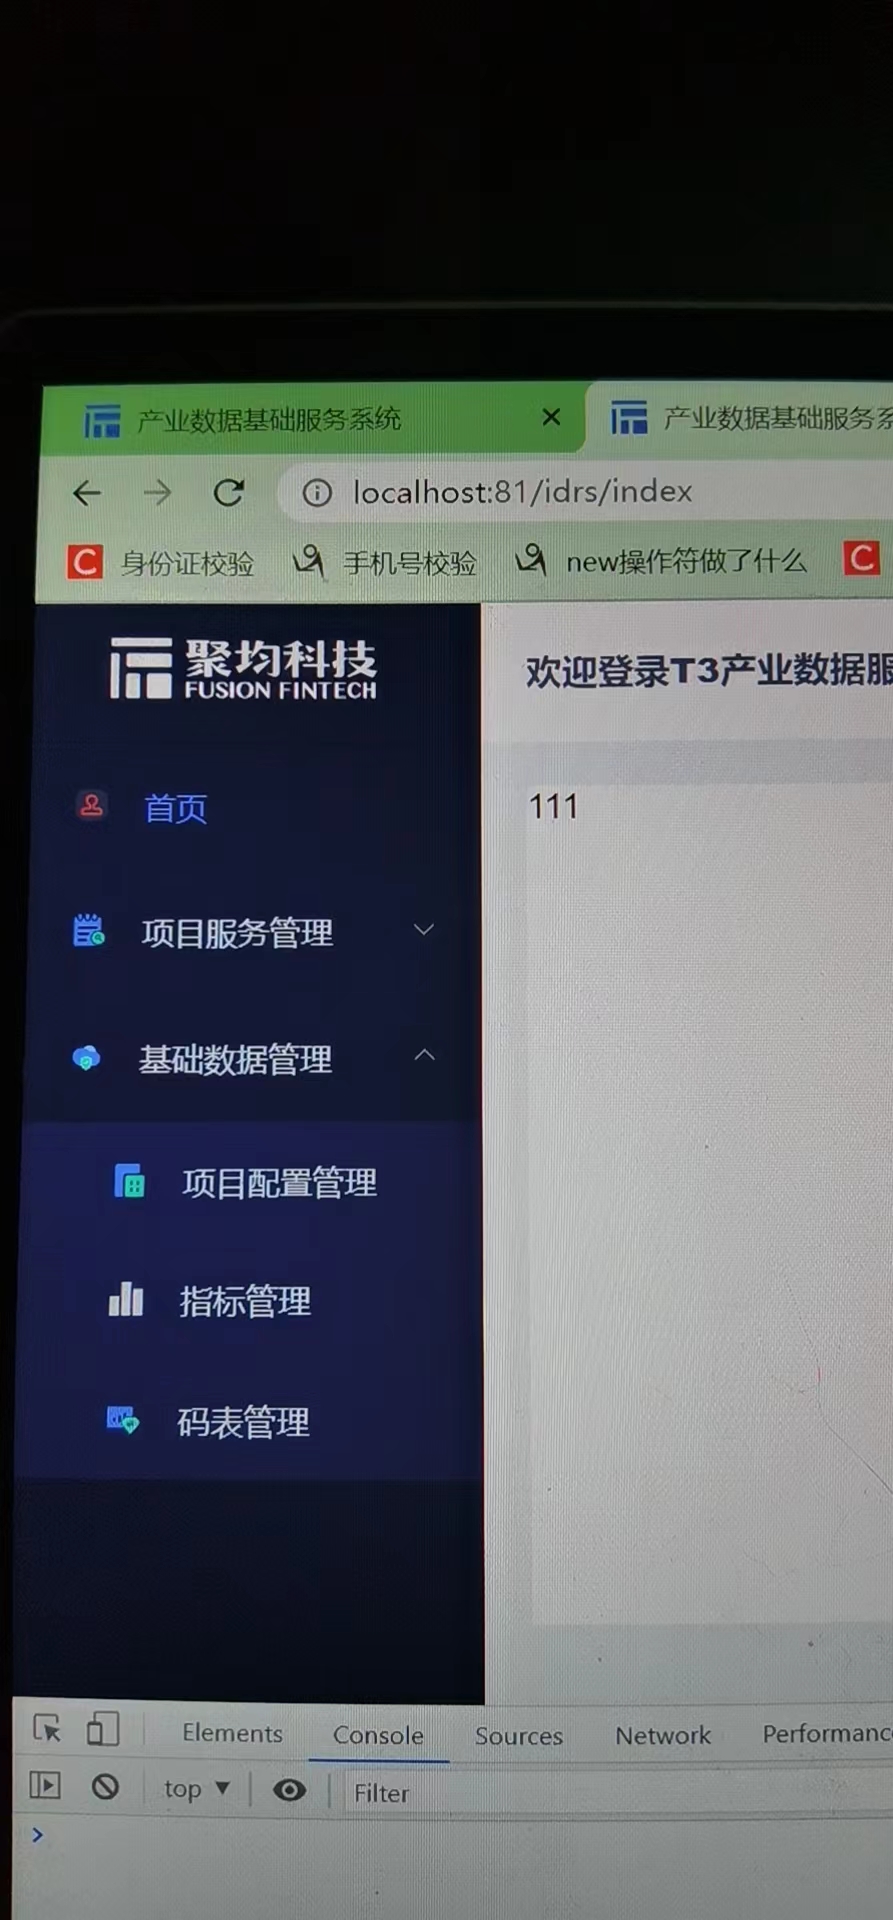 产业数据基础服务系统
产业数据基础服务系
localhost:81/idrs/index
身份证校验 手机号校验 new操作符做了什么
聚均科技
FUSION FINTECH
欢迎登录T3产业数据服
首页
111
项目服务管理
基础数据管理
项目配置管理
指标管理
码表管理
Elements Console Sources Network Performanc
top Filter